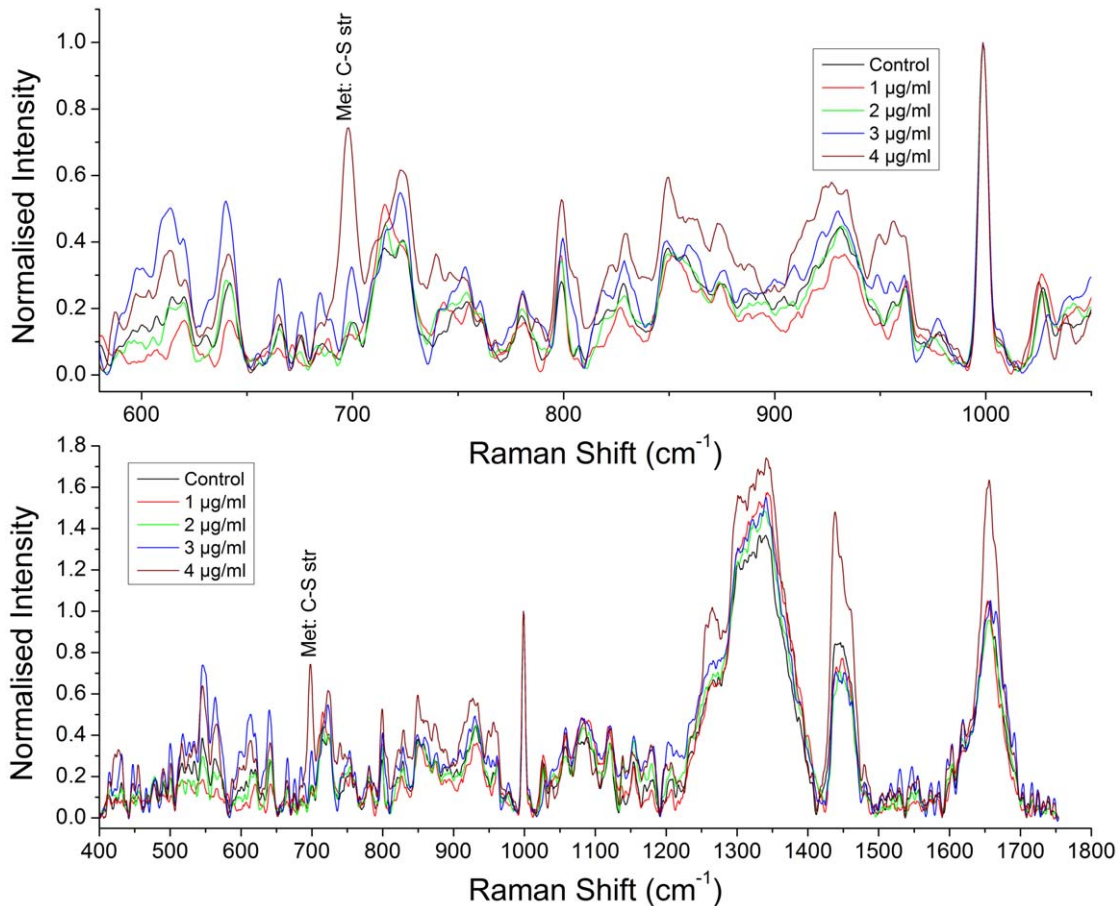 Normalised Intensity
1.0
0.8
0.6
0.4
0.2
0.0
Met: C-S str
Control
1 µg/ml
2 µg/ml
3 µg/ml
4 µg/ml
600 700 800 900 1000
Raman Shift (cm⁻¹)
Normalised Intensity
1.8
1.6
1.4
1.2
1.0
0.8
0.6
0.4
0.2
0.0
Control
1 µg/ml
2 µg/ml
3 µg/ml
4 µg/ml
Met: C-S str
400 500 600 700 800 900 1000 1100 1200 1300 1400 1500 1600 1700 1800
Raman Shift (cm⁻¹)